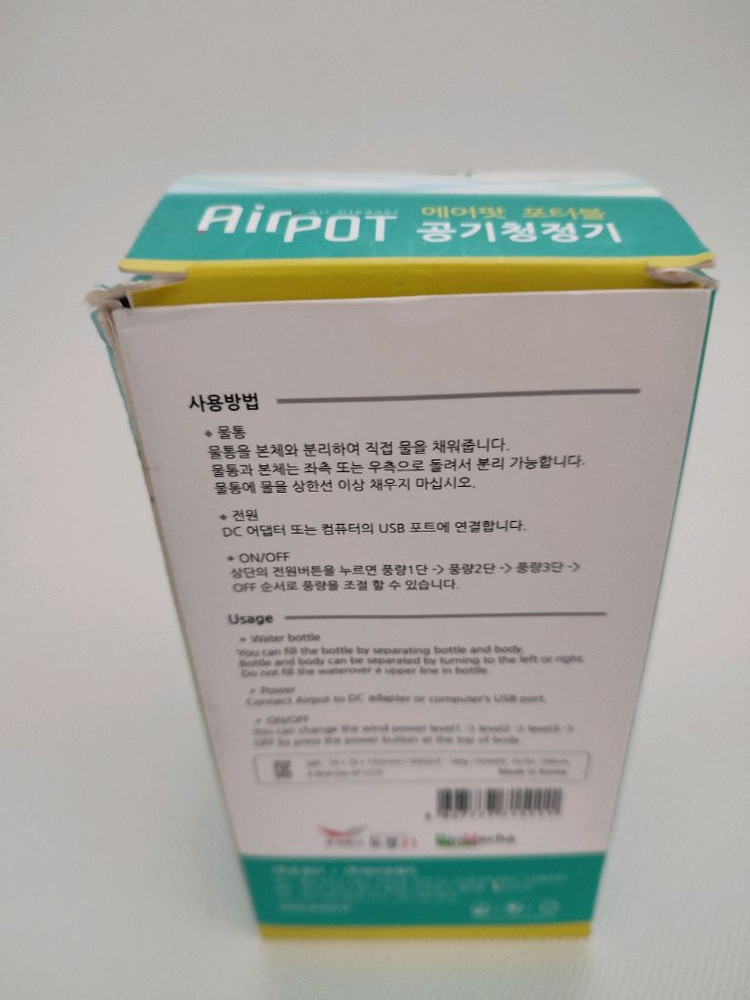 AirPOT
Air Cleaner
에어팟 포터블
공기청정기
사용방법
물통
물통을 본체와 분리하여 직접 물을 채워줍니다.
물통과 본체는 좌측 또는 우측으로 돌려서 분리 가능합니다.
물통에 물을 상한선 이상 채우지 마십시오.
전원
DC 어댑터 또는 컴퓨터의 USB 포트에 연결합니다.
ON/OFF
상단의 전원버튼을 누르면 풍량1단 -> 풍량2단 -> 풍량3단 ->
OFF 순서로 풍량을 조절 할 수 있습니다.
Usage
Water bottle
You can fill the bottle by separating bottle and body.
Bottle and body can be separated by turning to the left or right.
Do not fill the waterover a upper line in bottle.
Power
Connect Airpot to DC adapter or computer's USB port.
ON/OFF
You can change the wind power level1 -> level2 -> level3 ->
OFF by press the power button at the top of body.
Made in Korea